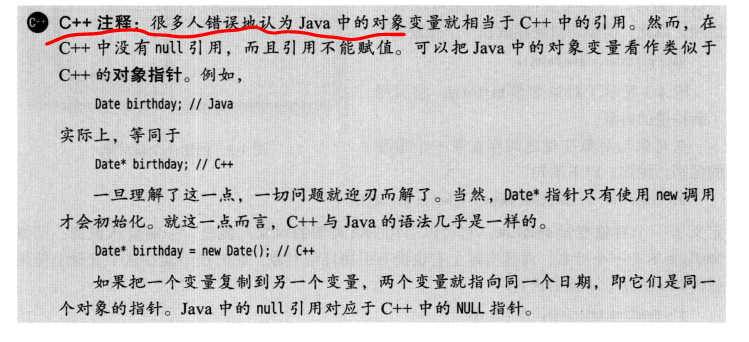 C++ C++ 注释：很多人错误地认为 Java 中的对象变量就相当于 C++ 中的引用。然而，在
C++ 中没有 null 引用，而且引用不能赋值。可以把 Java 中的对象变量看作类似于
C++ 的对象指针。例如，
Date birthday; // Java
实际上，等同于
Date* birthday; // C++
一旦理解了这一点，一切问题就迎刃而解了。当然，Date* 指针只有使用 new 调用
才会初始化。就这一点而言，C++ 与 Java 的语法几乎是一样的。
Date* birthday = new Date(); // C++
如果把一个变量复制到另一个变量，两个变量就指向同一个日期，即它们是同一
个对象的指针。Java 中的 null 引用对应于 C++ 中的 NULL 指针。